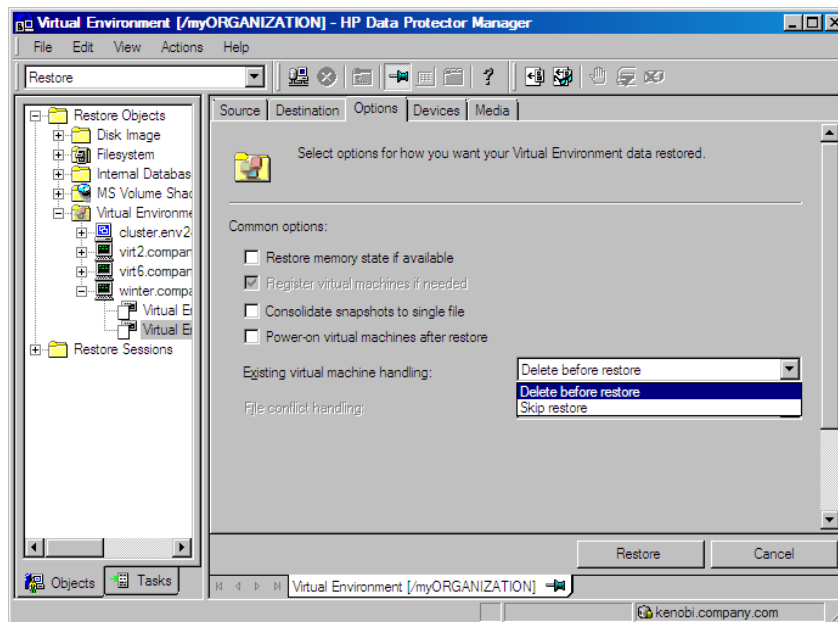 Virtual Environment [/myORGANIZATION] - HP Data Protector Manager
File Edit View Actions Help
Restore
Restore Objects
Disk Image
Filesystem
Internal Databas
MS Volume Shad
Virtual Environme
cluster.env2
virt2.compan
virt6.compan
winter.compa
Virtual En
Virtual En
Restore Sessions
Objects
Tasks
Source Destination Options Devices Media
Select options for how you want your Virtual Environment data restored.
Common options:
Restore memory state if available
Register virtual machines if needed
Consolidate snapshots to single file
Power-on virtual machines after restore
Existing virtual machine handling:
Delete before restore
Delete before restore
Skip restore
File conflict handling:
Restore
Cancel
Virtual Environment [/myORGANIZATION]
kenobi.company.com